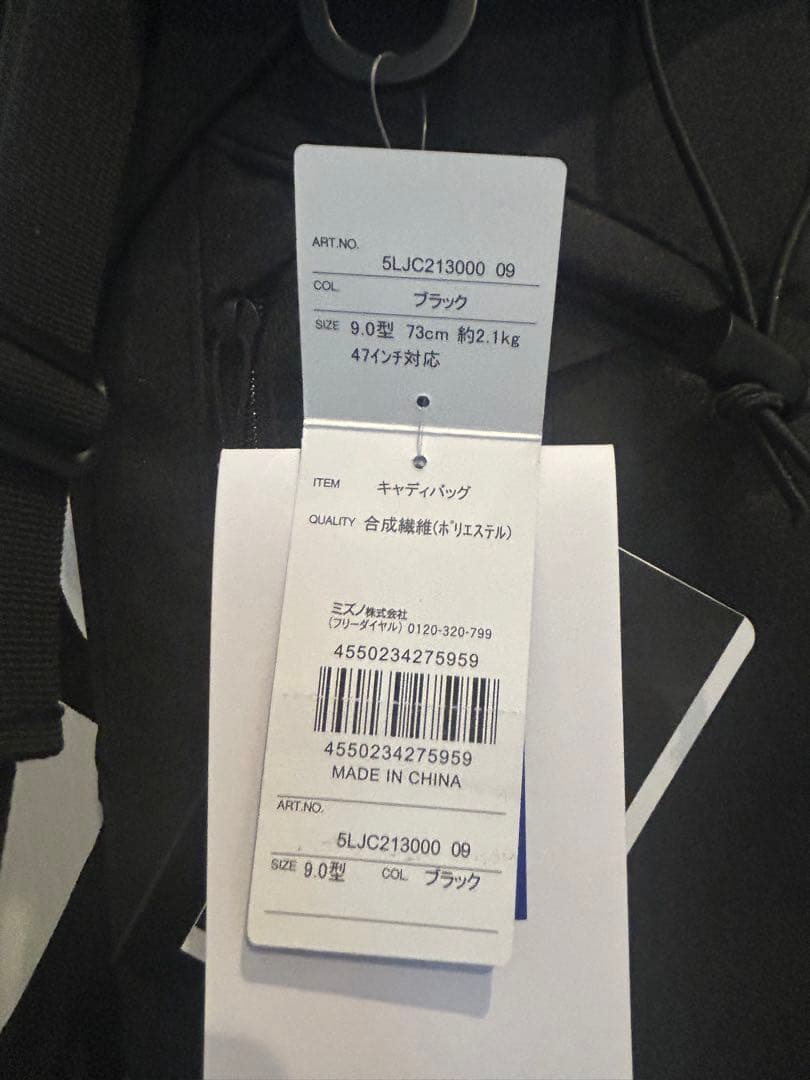 ART.NO.
5LJC213000 09
COL.
ブラック
SIZE 9.0型 73cm 約2.1kg
47インチ対応
ITEM キャディバッグ
QUALITY 合成繊維(ポリエステル)
ミズノ株式会社
(フリーダイヤル) 0120-320-799
4550234275959
4550234275959
MADE IN CHINA
ART.NO.
5LJC213000 09
SIZE 9.0型 COL. ブラック